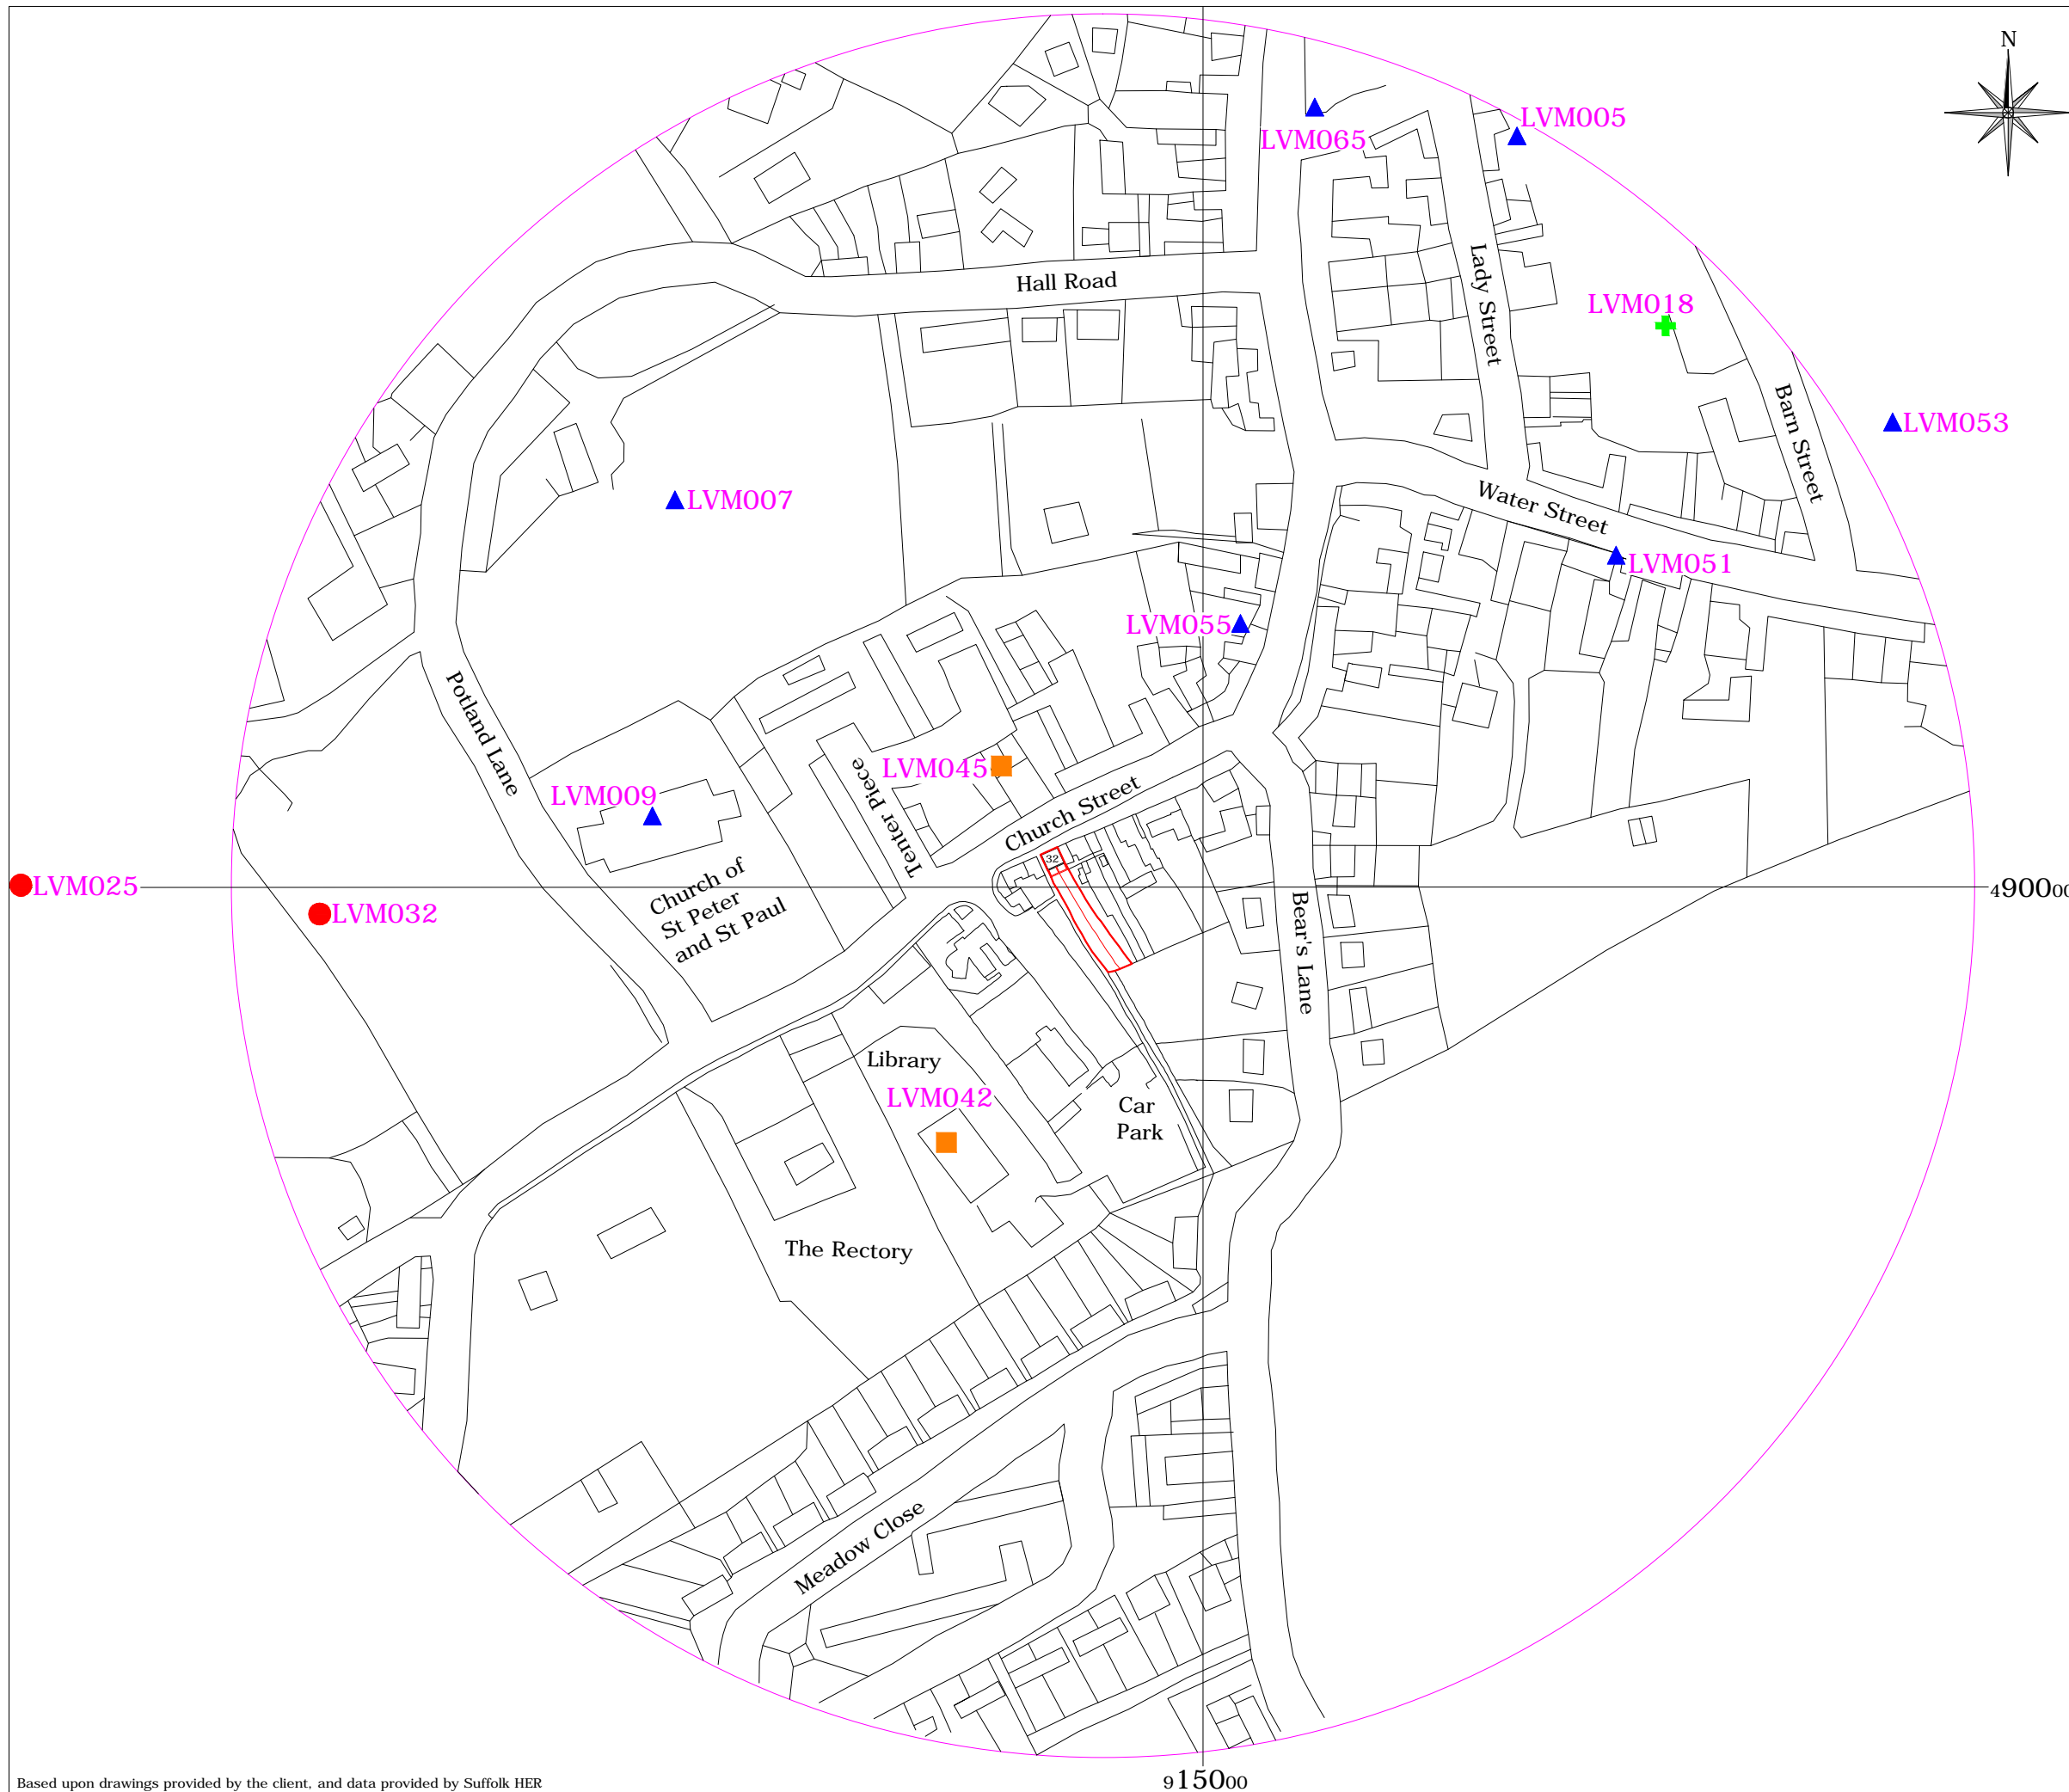 N
LVM005
LVM065
Hall Road
Lady Street
LVM018
Barn Street
LVM053
LVM007
Water Street
LVM051
LVM055
Potland Lane
LVM045
Tenter Piece
LVM009
Church Street
32
Church of
St Peter
and St Paul
LVM025
LVM032
490000
Bear's Lane
Library
LVM042
Car
Park
The Rectory
Meadow Close
Based upon drawings provided by the client, and data provided by Suffolk HER
915000